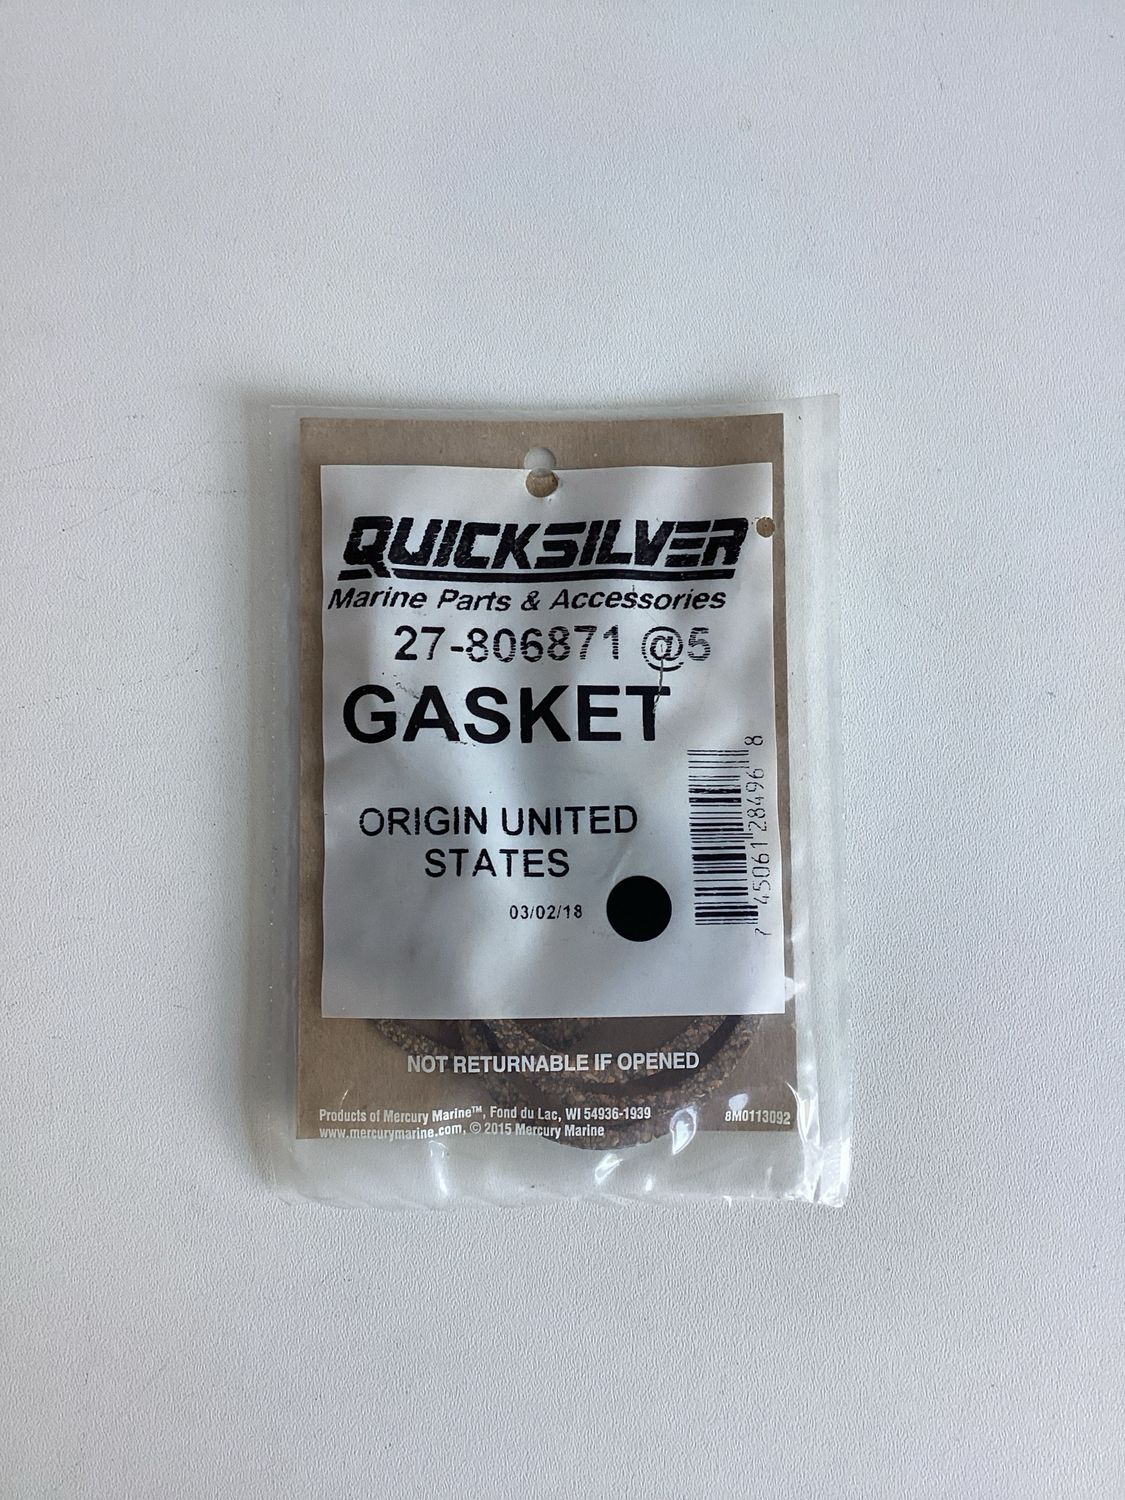 QUICKSILVER
Marine Parts & Accessories
27-806871 @5
GASKET
ORIGIN UNITED
STATES
03/02/18
7 45061 28496 8
NOT RETURNABLE IF OPENED
Products of Mercury Marine™, Fond du Lac, WI 54936-1939
www.mercurymarine.com, © 2015 Mercury Marine
8M0113092